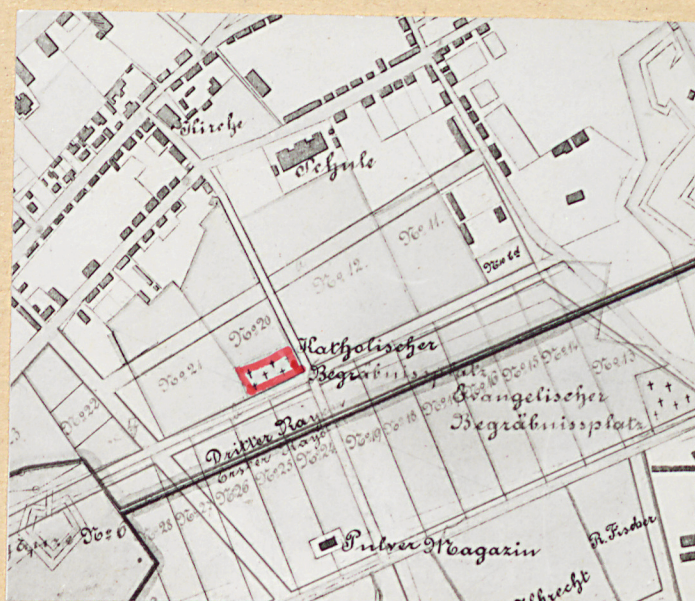 Kirche
Schule
No 11.
No 12.
No 20
No 21
No 22
Katholischer
Begräbnissplatz
No 16
No 15
No 14
No 13
Evangelischer
Begräbnissplatz
Dritter Rayon
Erster Rayon
No 19
No 18
No 24
No 25
No 26
No 27
No 28
No 6
Pulver Magazin
R. Fischer